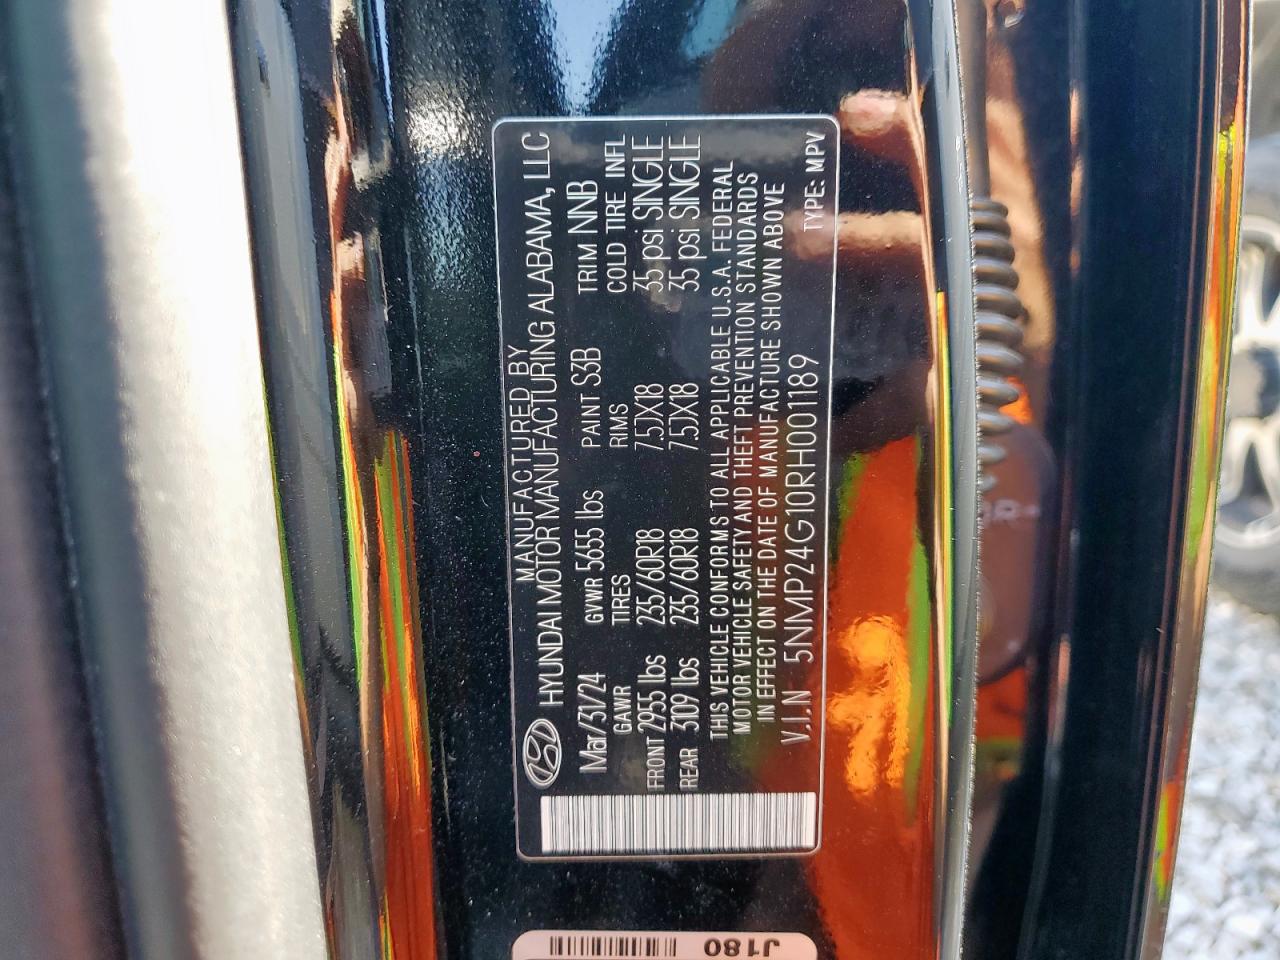 MANUFACTURED BY
HYUNDAI MOTOR MANUFACTURING ALABAMA, LLC
Mar/31/24 GVWR 5655 lbs PAINT S3B TRIM NNB
GAWR TIRES RIMS COLD TIRE INFL
FRONT 2955 lbs 235/60R18 7.5JX18 35 psi SINGLE
REAR 3109 lbs 235/60R18 7.5JX18 35 psi SINGLE
THIS VEHICLE CONFORMS TO ALL APPLICABLE U.S.A. FEDERAL
MOTOR VEHICLE SAFETY AND THEFT PREVENTION STANDARDS
IN EFFECT ON THE DATE OF MANUFACTURE SHOWN ABOVE
V.I.N 5NMP24G10RH001189 TYPE: MPV
J180